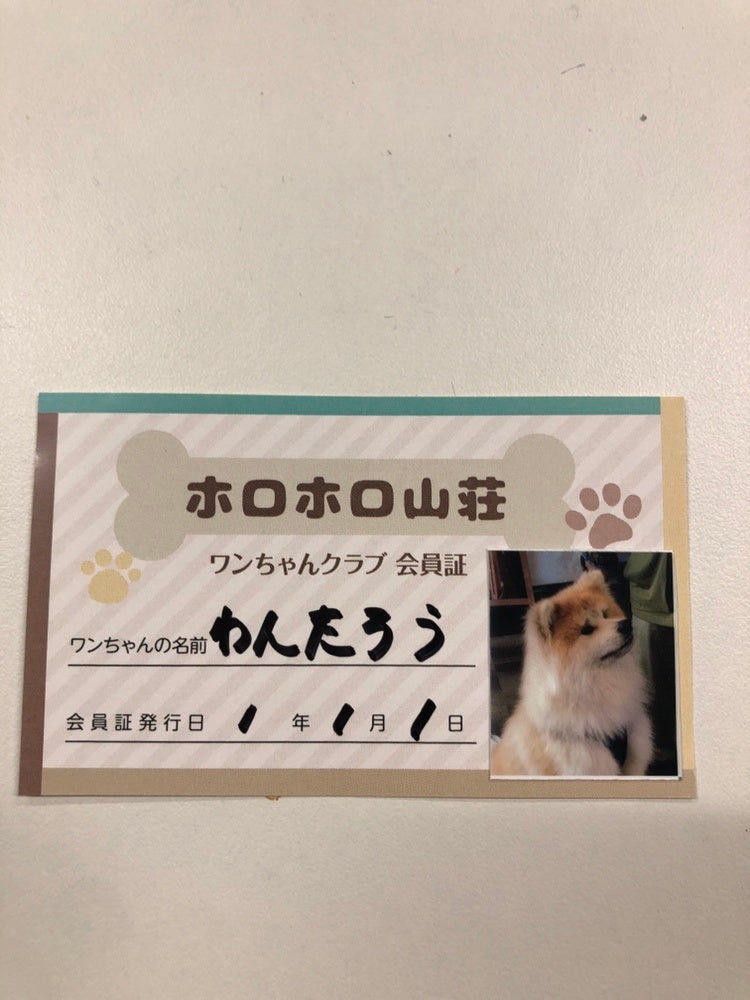 ホロホロ山荘
ワンちゃんクラブ 会員証
ワンちゃんの名前 わんたろう
会員証発行日 1 年 1 月 1 日